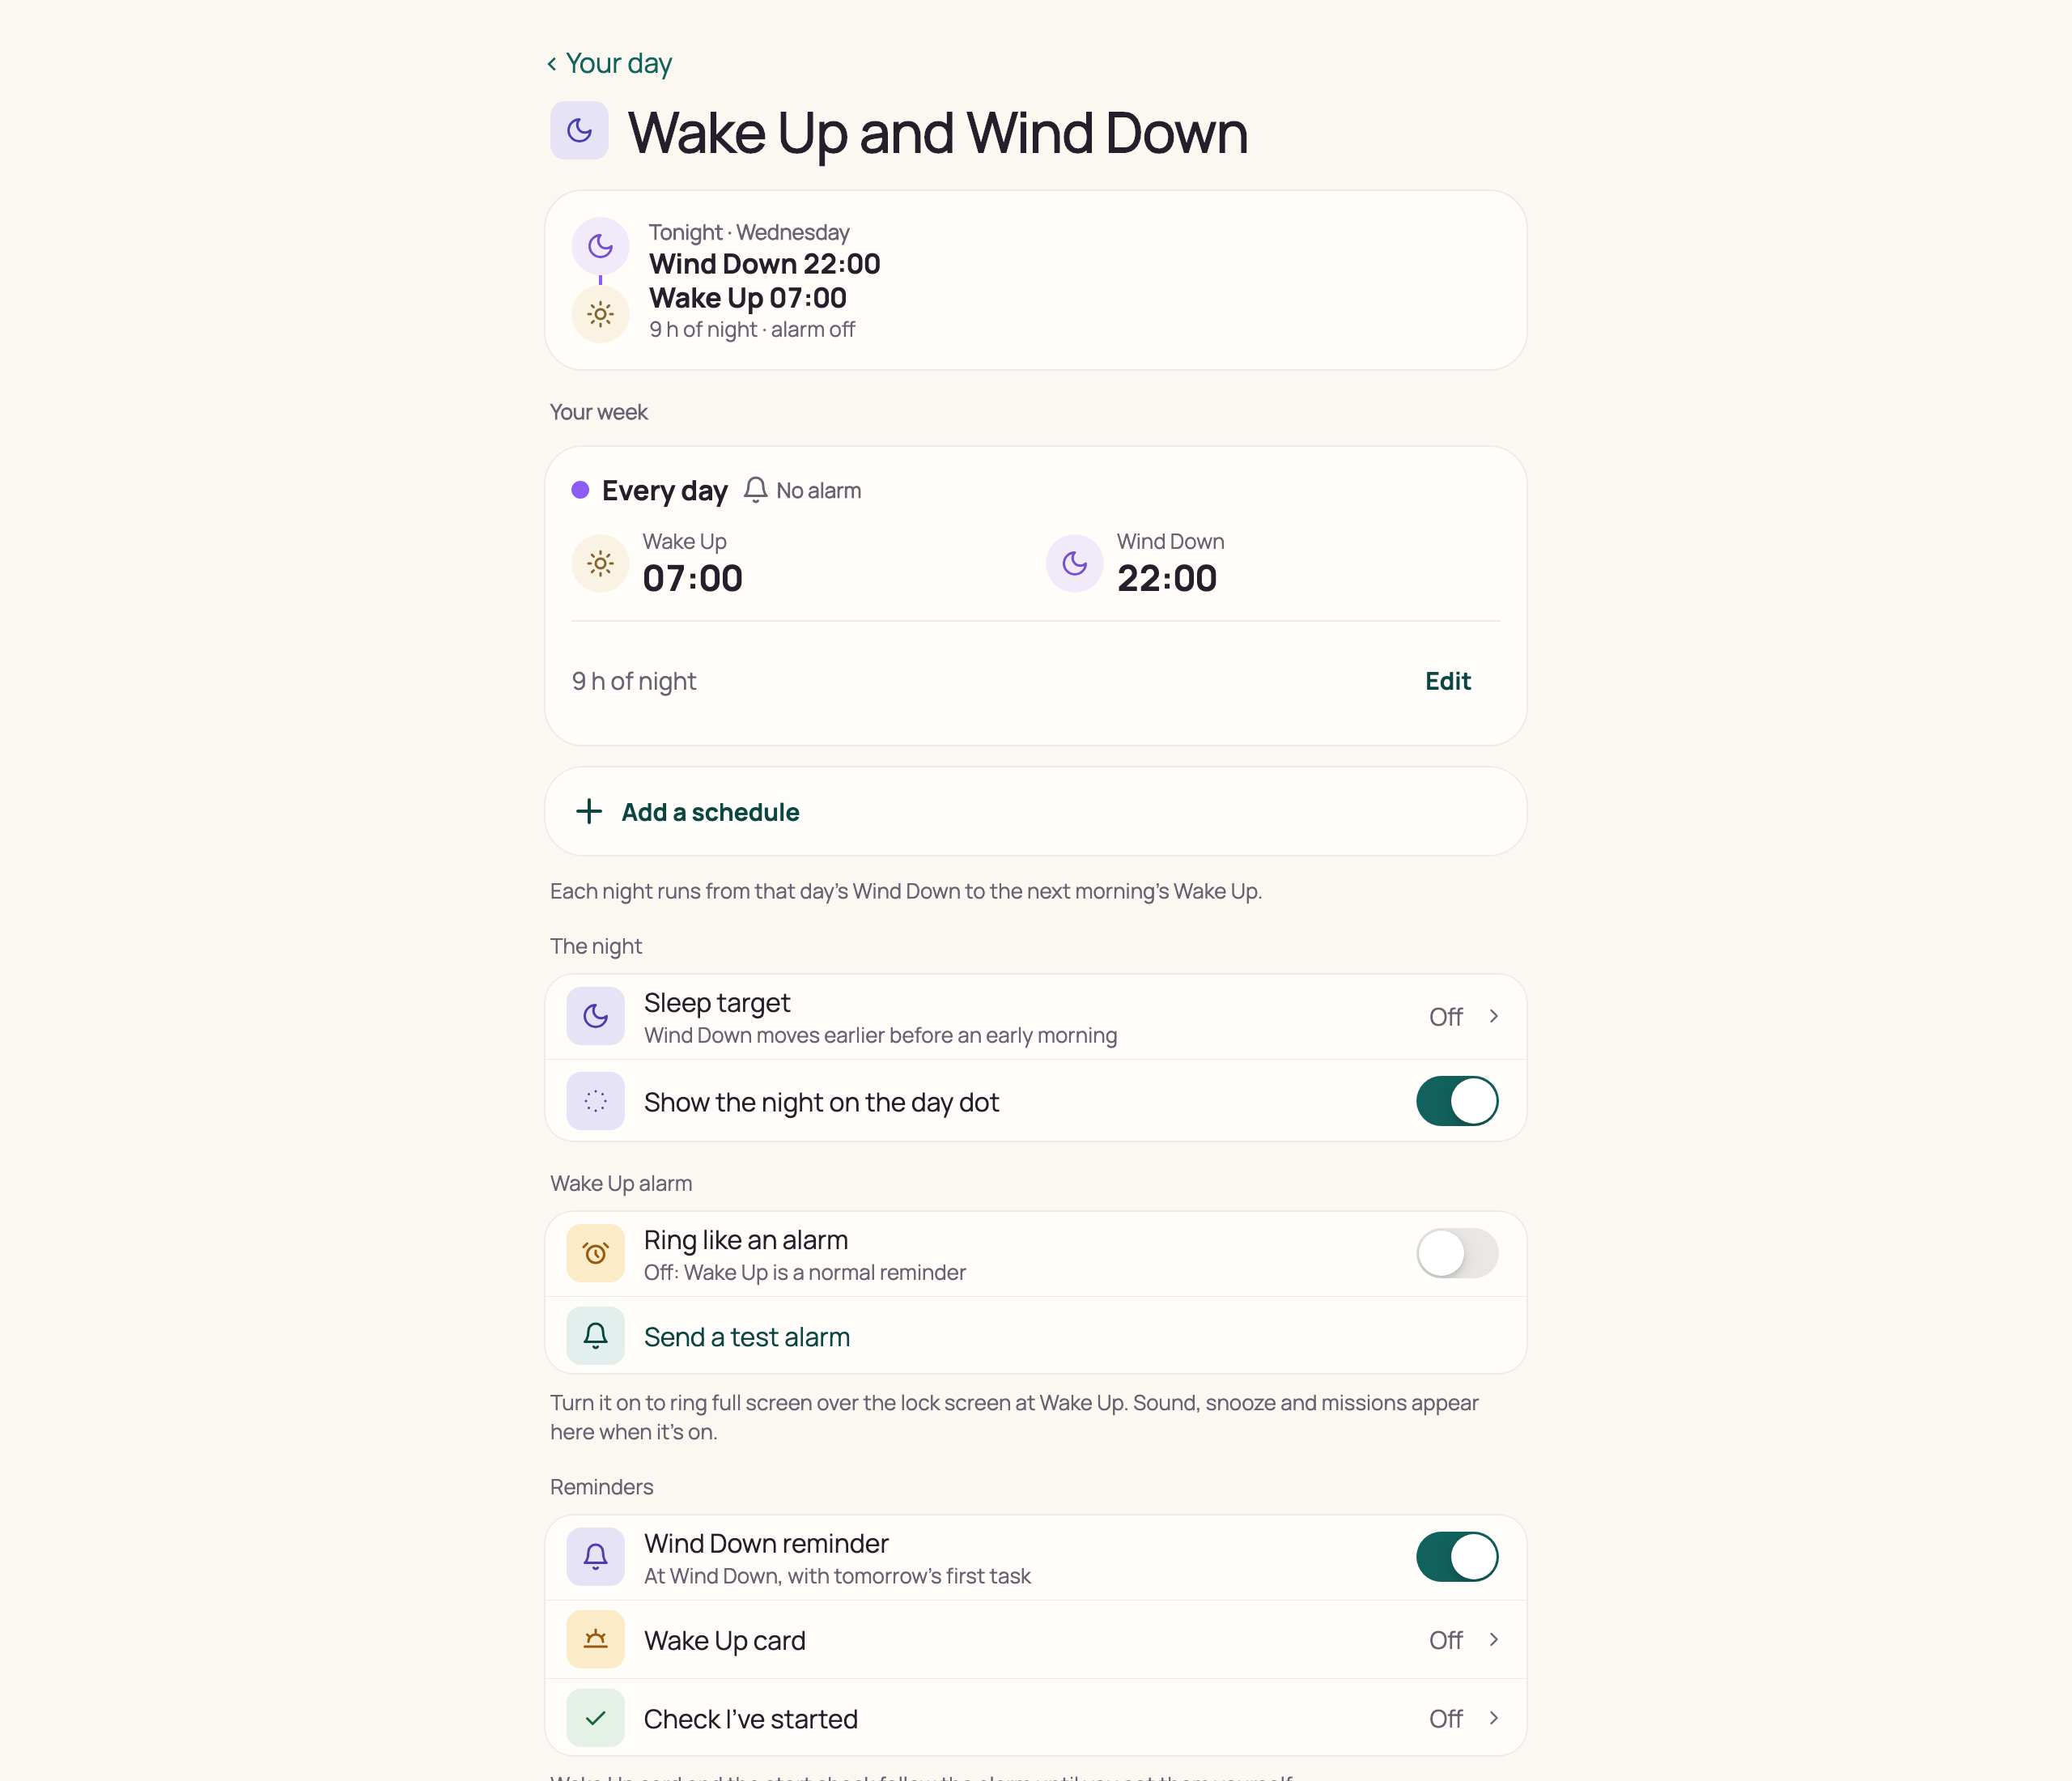 Your day
Wake Up and Wind Down
Tonight · Wednesday
Wind Down 22:00
Wake Up 07:00
9 h of night · alarm off
Your week
Every day No alarm
Wake Up
07:00
Wind Down
22:00
9 h of night
Edit
Add a schedule
Each night runs from that day’s Wind Down to the next morning’s Wake Up.
The night
Sleep target
Wind Down moves earlier before an early morning
Off
Show the night on the day dot
Wake Up alarm
Ring like an alarm
Off: Wake Up is a normal reminder
Send a test alarm
Turn it on to ring full screen over the lock screen at Wake Up. Sound, snooze and missions appear
here when it’s on.
Reminders
Wind Down reminder
At Wind Down, with tomorrow’s first task
Wake Up card
Off
Check I’ve started
Off